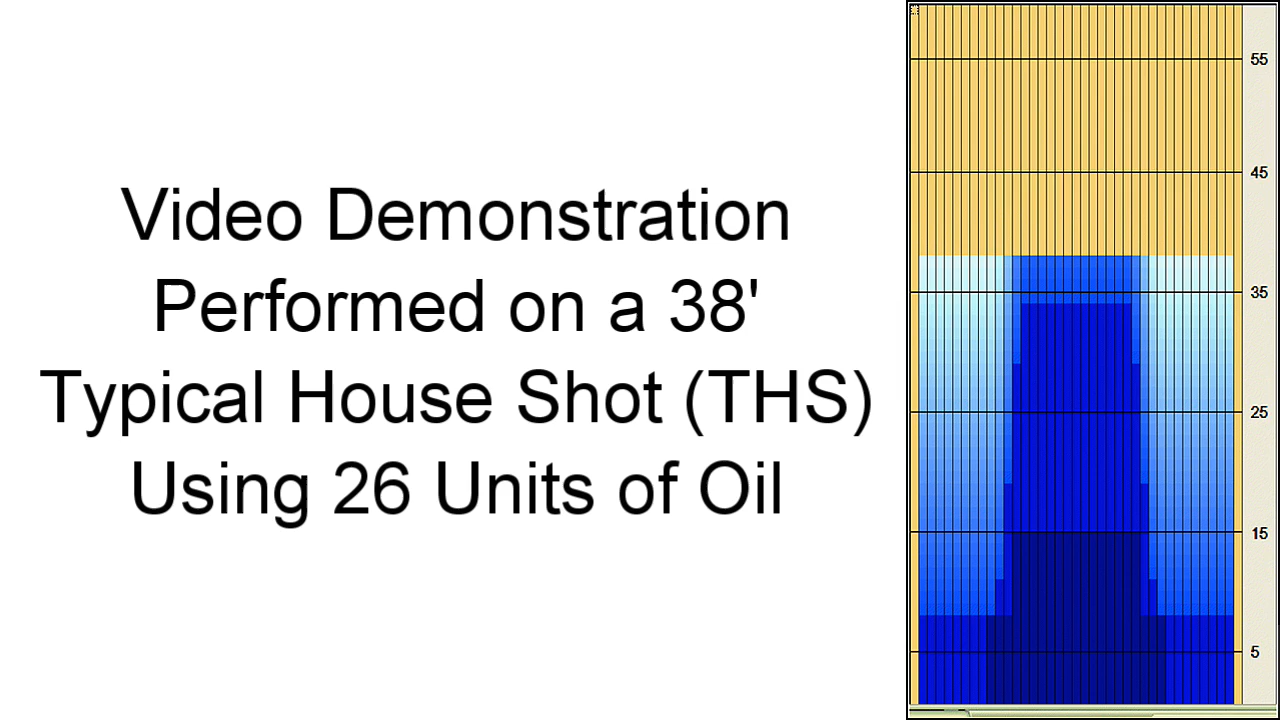 Video Demonstration
Performed on a 38'
Typical House Shot (THS)
Using 26 Units of Oil
55
45
35
25
15
5